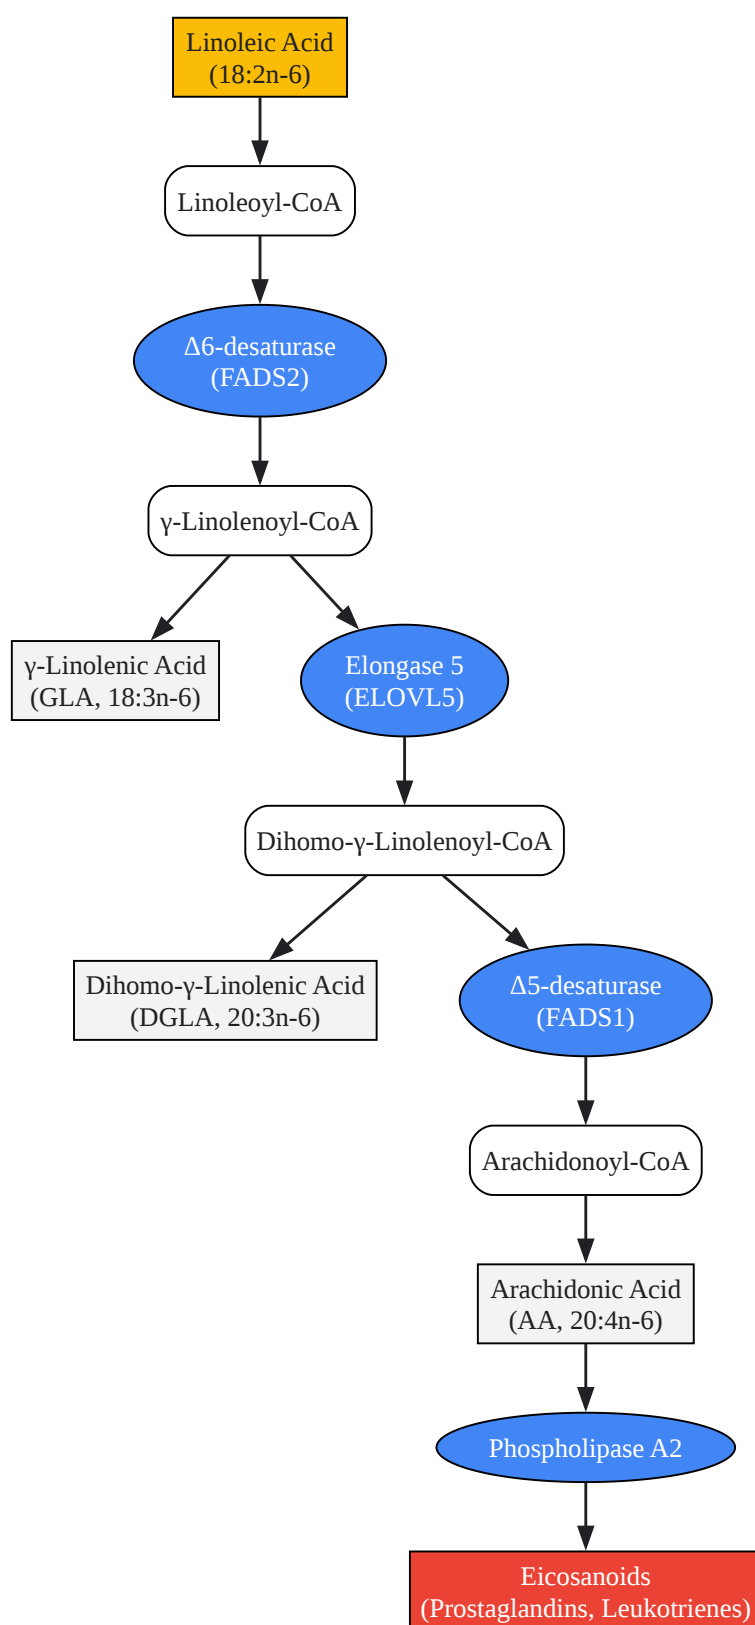 Linoleic Acid
(18:2n-6)
Linoleoyl-CoA
Δ6-desaturase
(FADS2)
γ-Linolenoyl-CoA
γ-Linolenic Acid
(GLA, 18:3n-6)
Elongase 5
(ELOVL5)
Dihomo-γ-Linolenoyl-CoA
Dihomo-γ-Linolenic Acid
(DGLA, 20:3n-6)
Δ5-desaturase
(FADS1)
Arachidonoyl-CoA
Arachidonic Acid
(AA, 20:4n-6)
Phospholipase A2
Eicosanoids
(Prostaglandins, Leukotrienes)